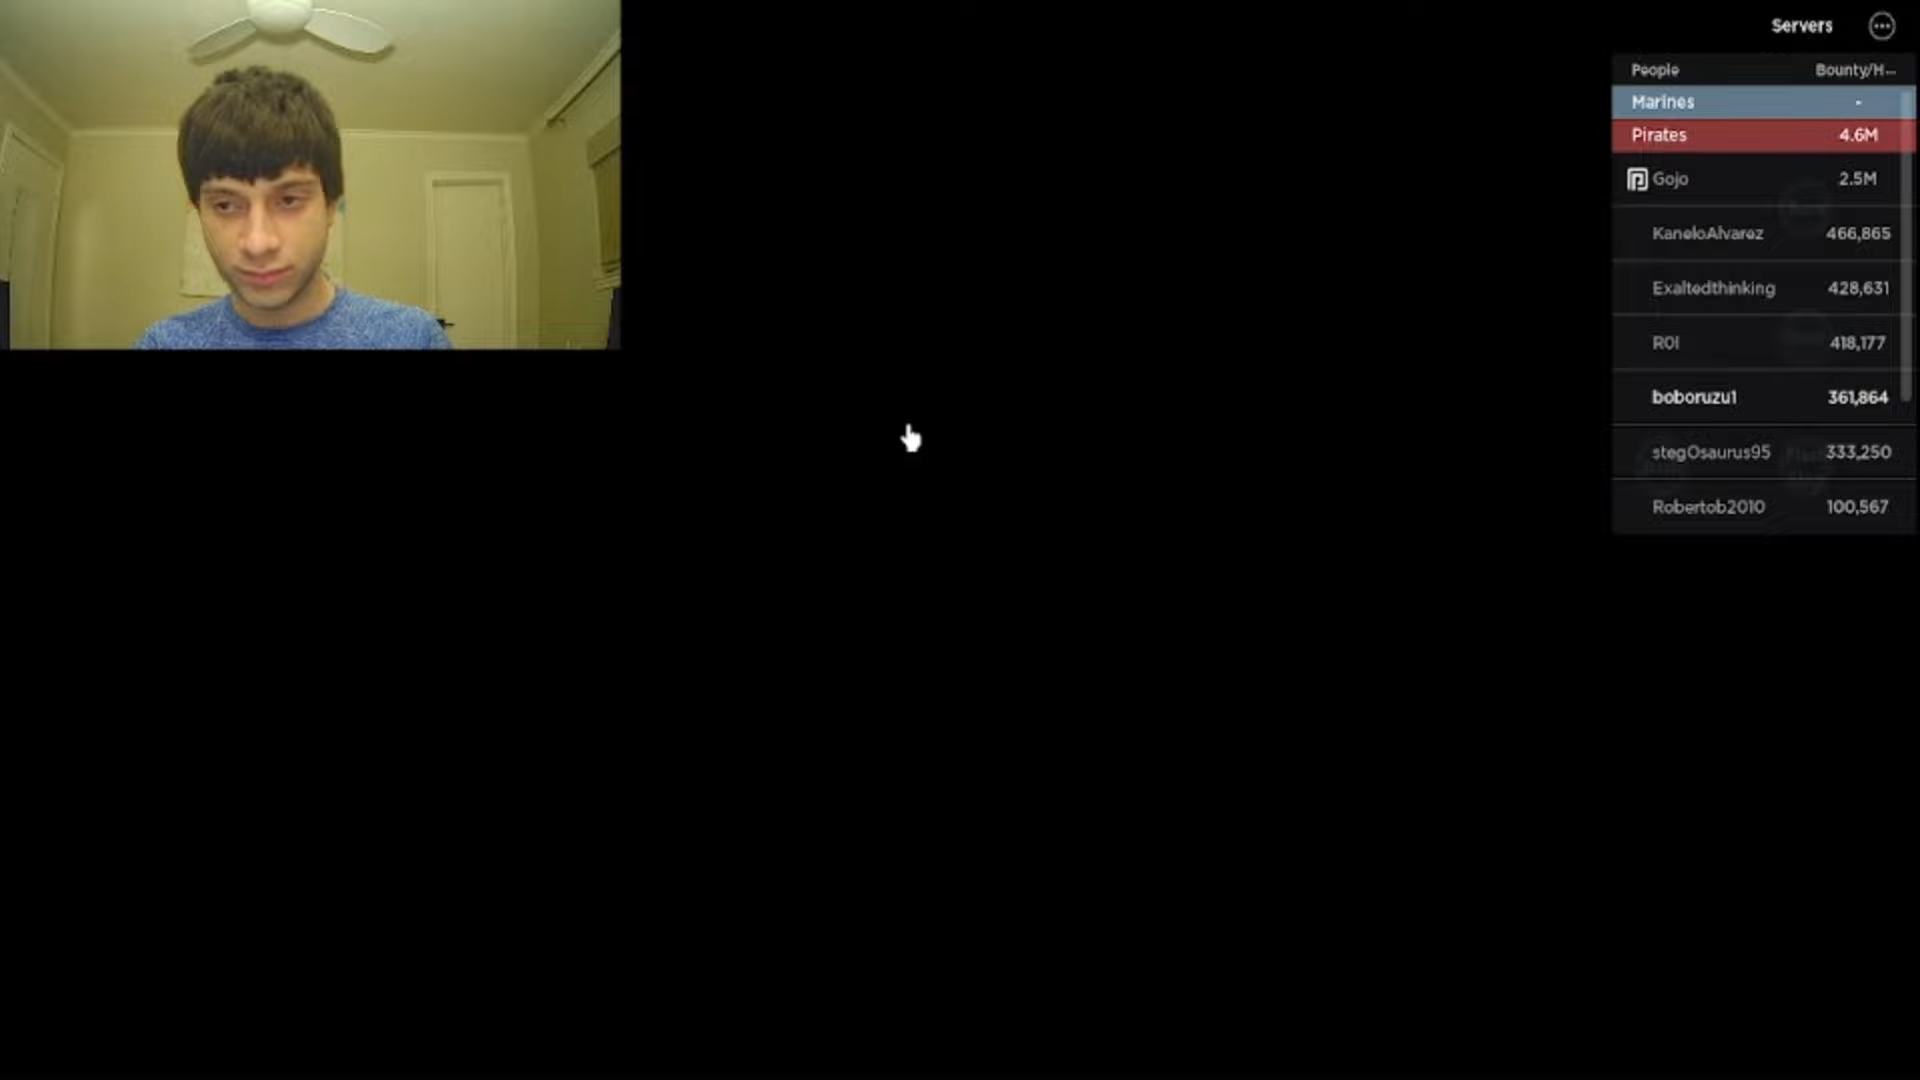 Servers
People Bounty/H...
Marines -
Pirates 4.6M
Gojo 2.5M
KaneloAlvarez 466,865
Exaltedthinking 428,631
ROI 418,177
boboruzu1 361,864
stegOsaurus95 333,250
Robertob2010 100,567